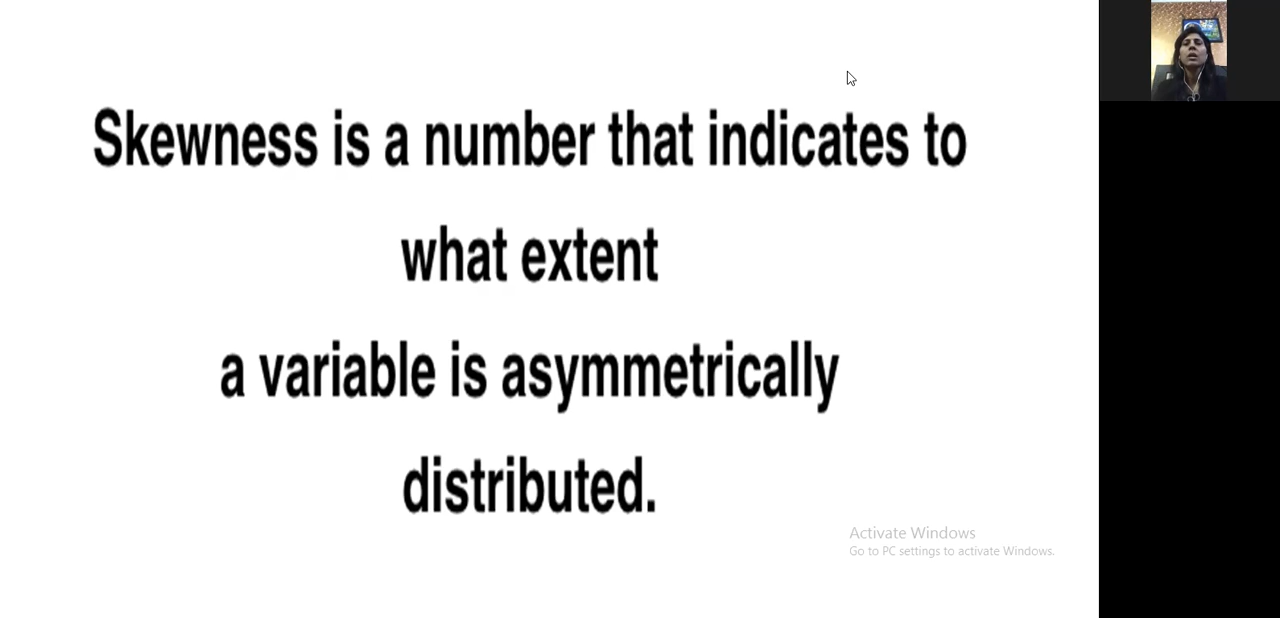 Skewness is a number that indicates to
what extent
a variable is asymmetrically
distributed.
Activate Windows
Go to PC settings to activate Windows.